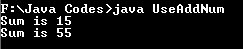 F:\Java Codes>java UseAddNum
Sum is 15
Sum is 55